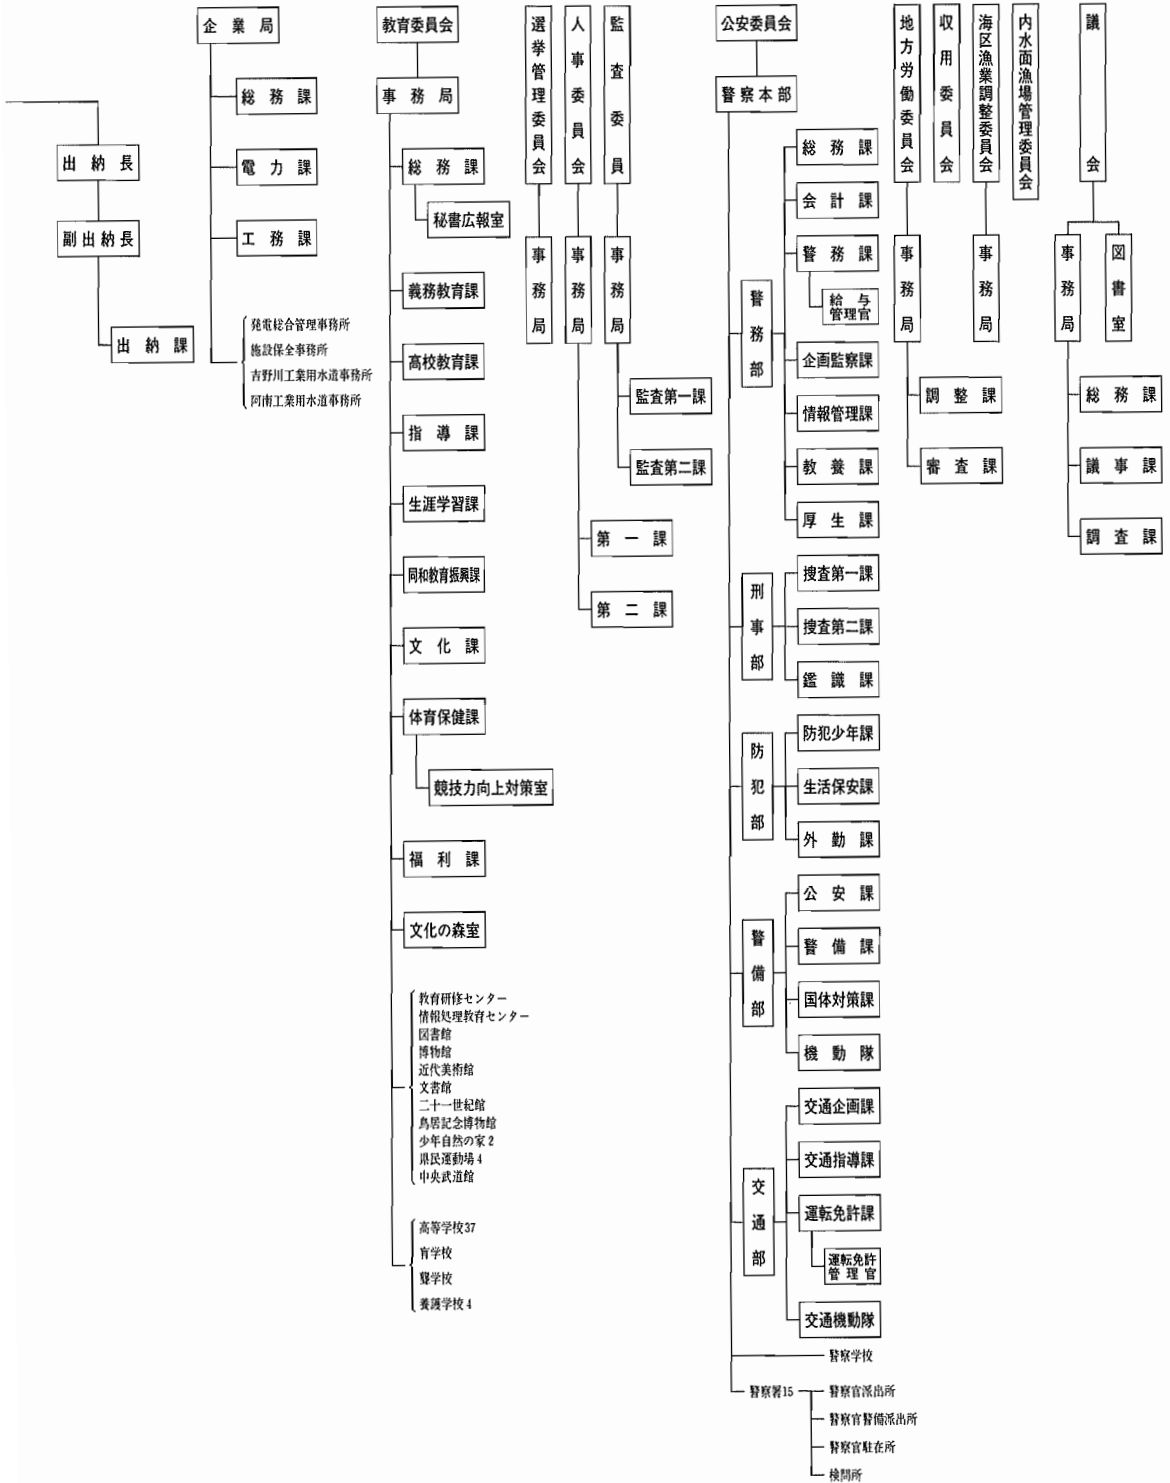 出納長
副出納長
出納課
企業局
総務課
電力課
工務課
発電総合管理事務所
施設保全事務所
吉野川工業用水道事務所
阿南工業用水道事務所
教育委員会
事務局
総務課
秘書広報室
義務教育課
高校教育課
指導課
生涯学習課
同和教育振興課
文化課
体育保健課
競技力向上対策室
福利課
文化の森室
教育研修センター
情報処理教育センター
図書館
博物館
近代美術館
文書館
二十一世紀館
鳥居記念博物館
少年自然の家2
県民運動場4
中央武道館
高等学校37
盲学校
聾学校
養護学校4
選挙管理委員会
事務局
人事委員会
事務局
第一課
第二課
監査委員
事務局
監査第一課
監査第二課
公安委員会
警察本部
警務部
総務課
会計課
警務課
給与
管理官
企画監察課
情報管理課
教養課
厚生課
刑事部
捜査第一課
捜査第二課
鑑識課
防犯部
防犯少年課
生活保安課
外勤課
警備部
公安課
警備課
国体対策課
機動隊
交通部
交通企画課
交通指導課
運転免許課
運転免許
管理官
交通機動隊
警察学校
警察署15
警察官派出所
警察官警備派出所
警察官駐在所
検問所
地方労働委員会
事務局
調整課
審査課
収用委員会
海区漁業調整委員会
事務局
内水面漁場管理委員会
議会
事務局
図書室
総務課
議事課
調査課